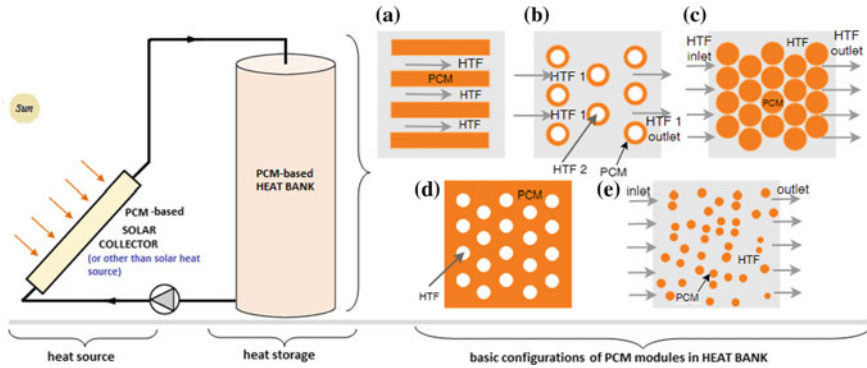 Sun
PCM-based
SOLAR
COLLECTOR
(or other than solar heat
source)
PCM-based
HEAT BANK
(a)
HTF
PCM
HTF
HTF
(b)
HTF 1
HTF 1
HTF 1
outlet
HTF 2
PCM
(c)
HTF
inlet
HTF
HTF
outlet
PCM
(d)
PCM
HTF
(e)
inlet
outlet
HTF
PCM
heat source
heat storage
basic configurations of PCM modules in HEAT BANK